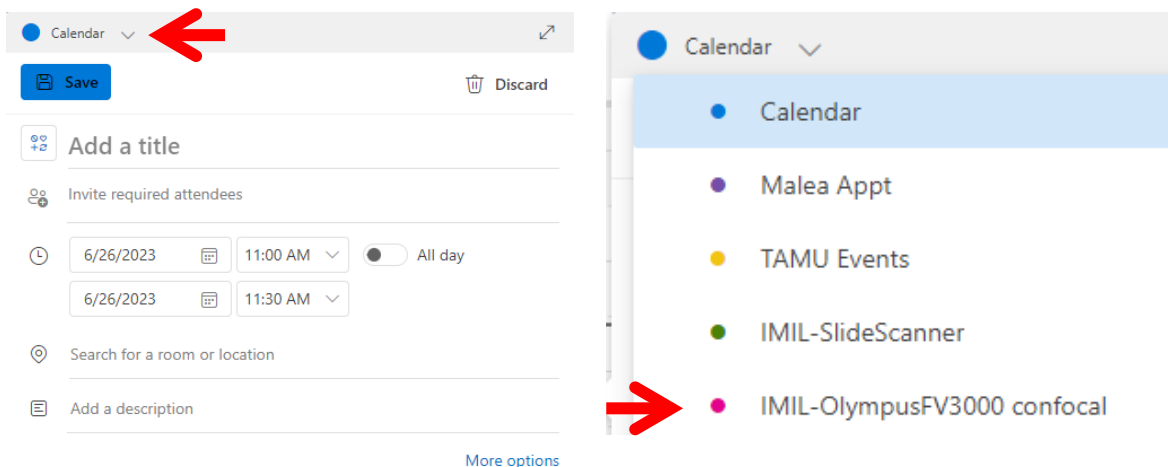 Calendar
Save
Discard
Add a title
Invite required attendees
6/26/2023 11:00 AM All day
6/26/2023 11:30 AM
Search for a room or location
Add a description
More options
Calendar
Calendar
Malea Appt
TAMU Events
IMIL-SlideScanner
IMIL-OlympusFV3000 confocal